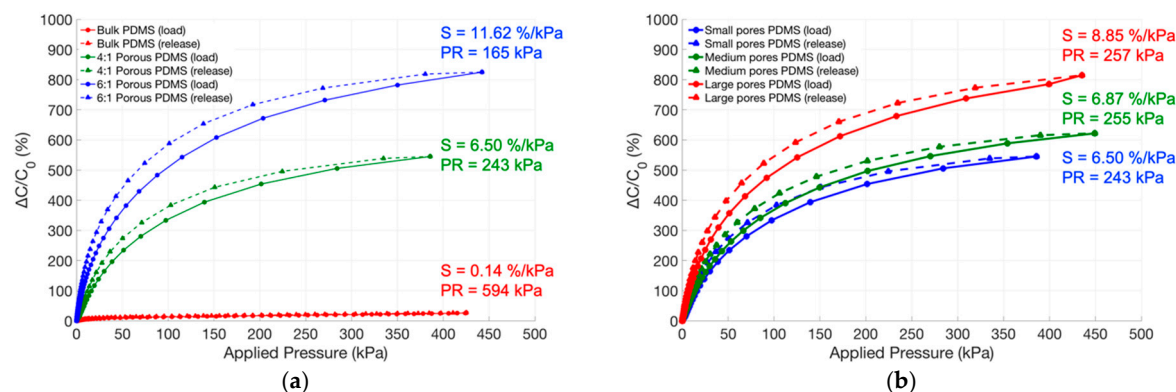 1000
900
800
700
600
500
400
300
200
100
0
ΔC/C0 (%)
Bulk PDMS (load)
Bulk PDMS (release)
4:1 Porous PDMS (load)
4:1 Porous PDMS (release)
6:1 Porous PDMS (load)
6:1 Porous PDMS (release)
S = 11.62 %/kPa
PR = 165 kPa
S = 6.50 %/kPa
PR = 243 kPa
S = 0.14 %/kPa
PR = 594 kPa
0 50 100 150 200 250 300 350 400 450 500
Applied Pressure (kPa)
(a)
1000
900
800
700
600
500
400
300
200
100
0
ΔC/C0 (%)
Small pores PDMS (load)
Small pores PDMS (release)
Medium pores PDMS (load)
Medium pores PDMS (release)
Large pores PDMS (load)
Large pores PDMS (release)
S = 8.85 %/kPa
PR = 257 kPa
S = 6.87 %/kPa
PR = 255 kPa
S = 6.50 %/kPa
PR = 243 kPa
0 50 100 150 200 250 300 350 400 450 500
Applied Pressure (kPa)
(b)